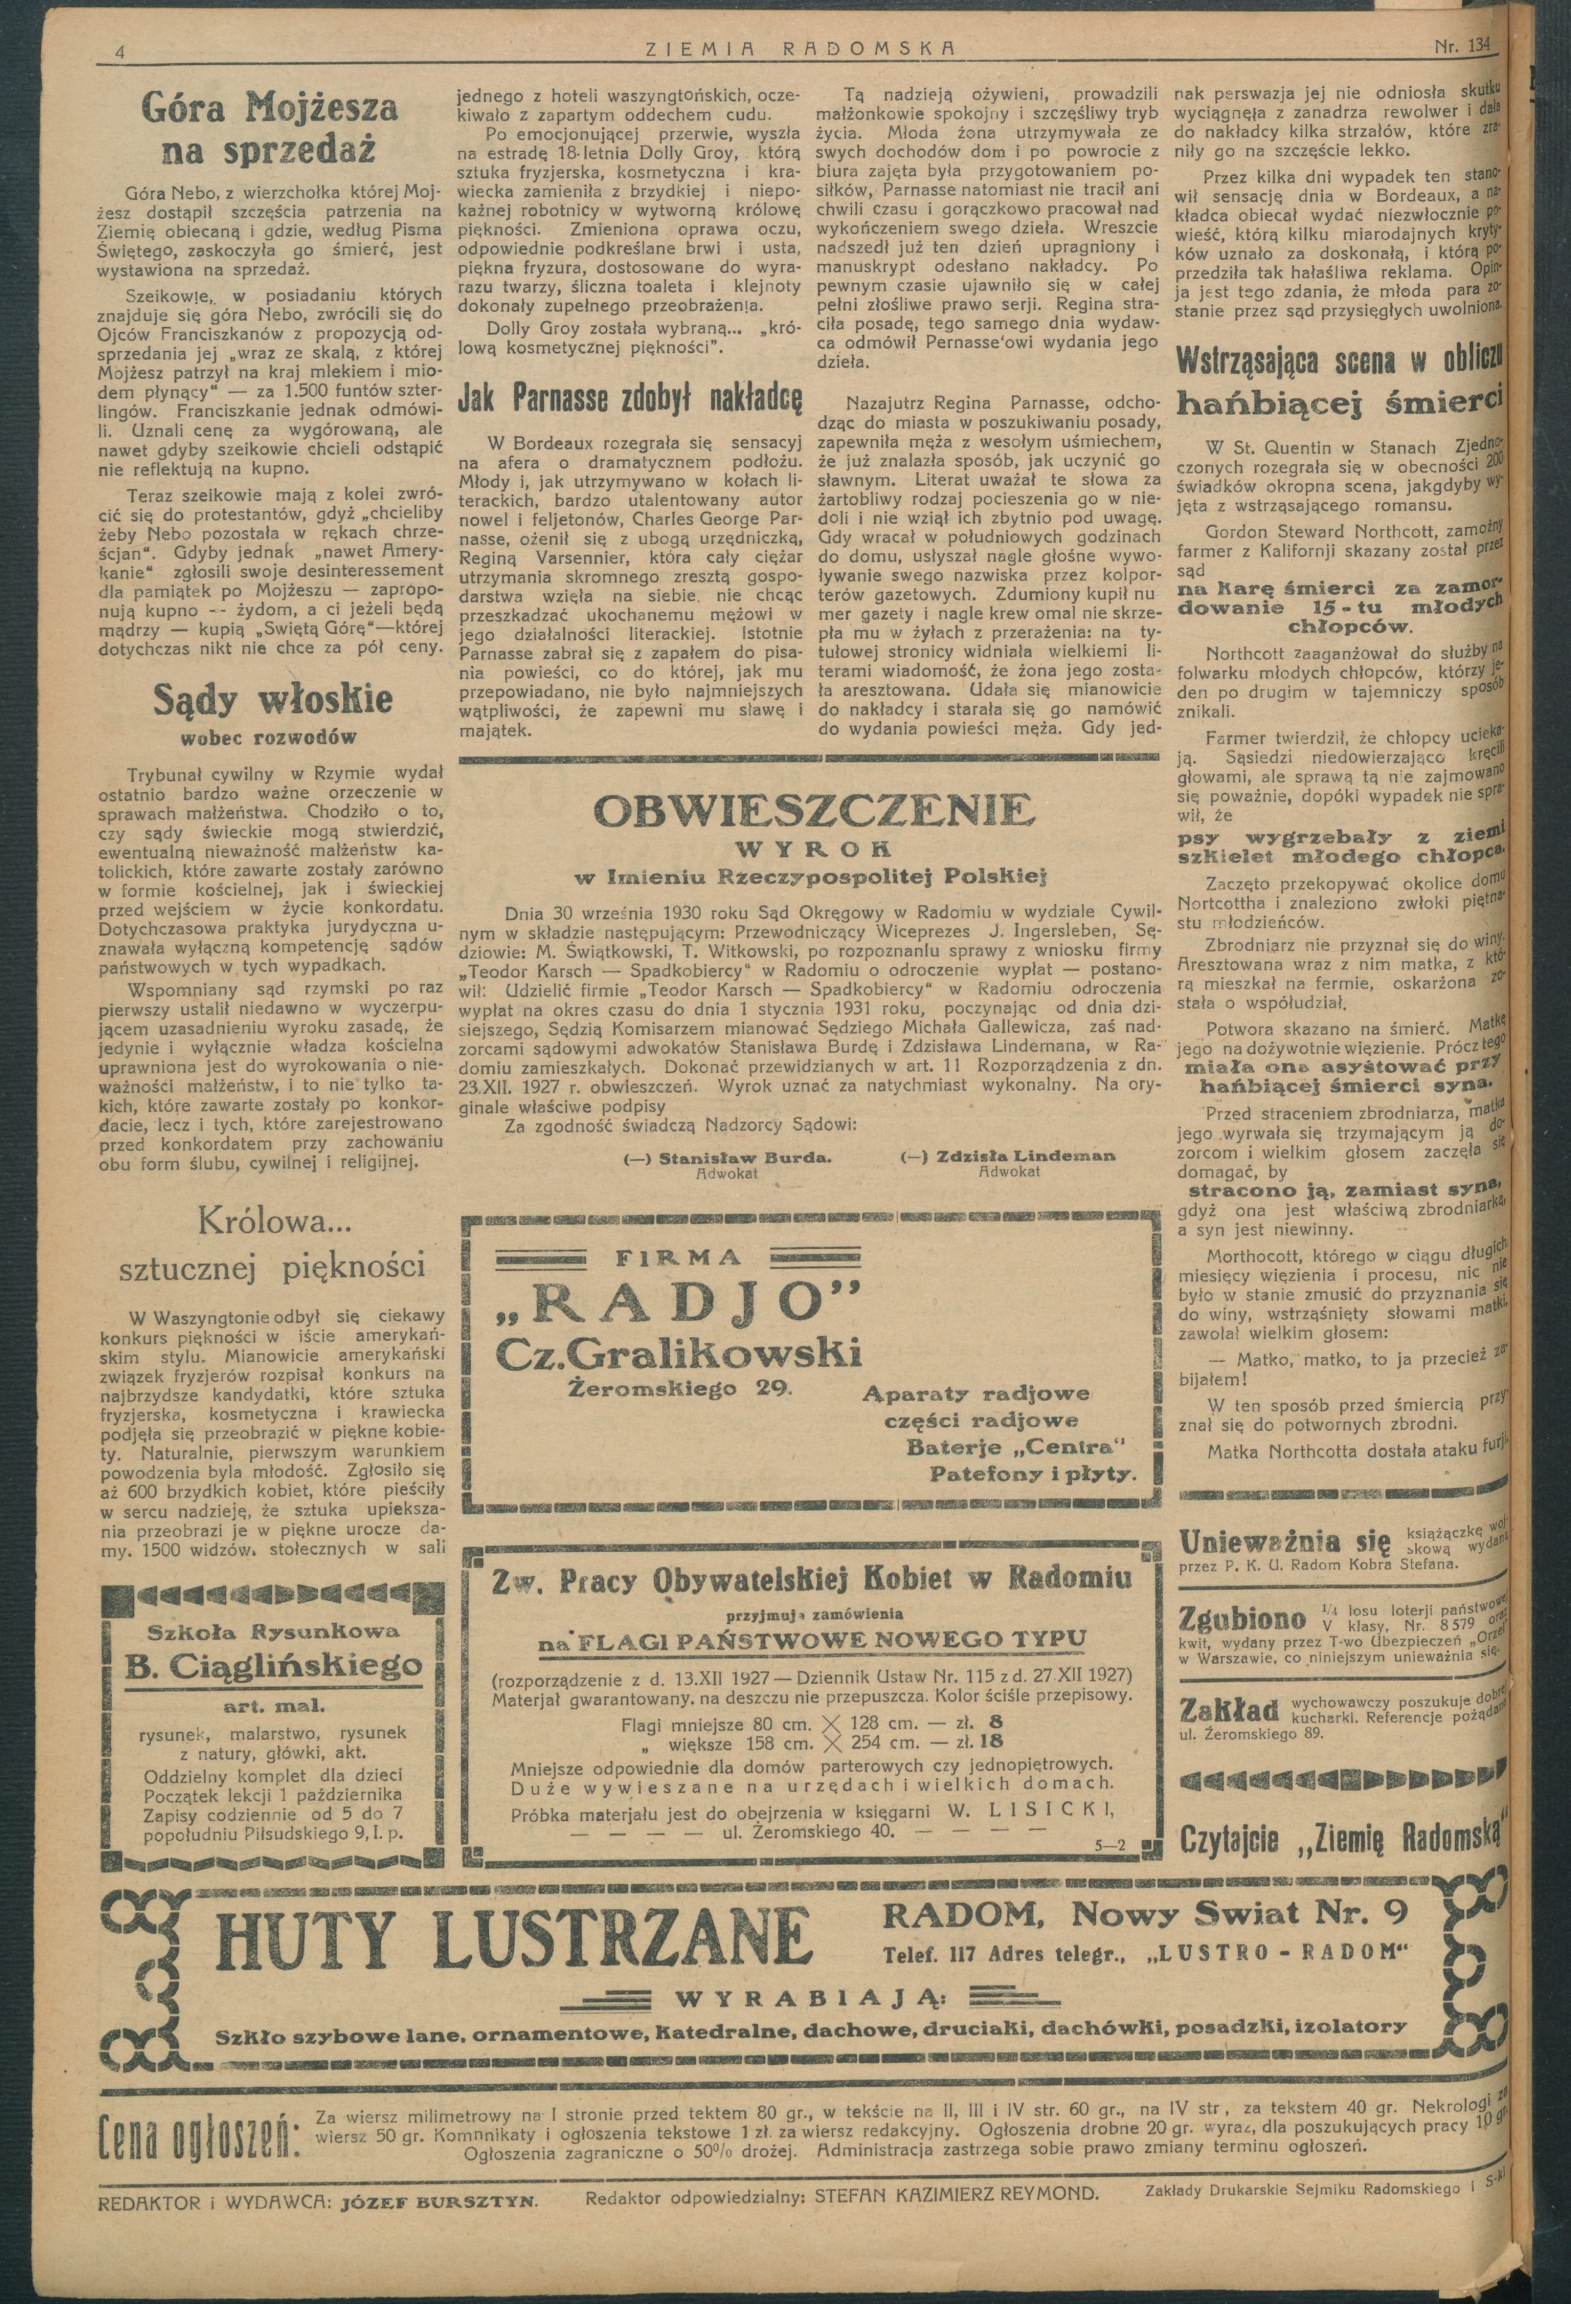 4
ZIEMIA RADOMSKA
Nr. 134
Góra Mojżesza
na sprzedaż
Góra Nebo, z wierzchołka której Moj-
żesz dostąpił szczęścia patrzenia na
Ziemię obiecaną i gdzie, według Pisma
Świętego, zaskoczyła go śmierć, jest
wystawiona na sprzedaż.
Szeikowie, w posiadaniu których
znajduje się góra Nebo, zwrócili się do
Ojców Franciszkanów z propozycją od-
sprzedania jej „wraz ze skalą, z której
Mojżesz patrzył na kraj mlekiem i mio-
dem płynący“ — za 1.500 funtów szter-
lingów. Franciszkanie jednak odmówi-
li. Uznali cenę za wygórowaną, ale
nawet gdyby szeikowie chcieli odstąpić
nie reflektują na kupno.
Teraz szeikowie mają z kolei zwró-
cić się do protestantów, gdyż „chcieliby
żeby Nebo pozostała w rękach chrze-
ścjan“. Gdyby jednak „nawet Amery-
kanie“ zgłosili swoje desinteressement
dla pamiątek po Mojżeszu — zapropo-
nują kupno -- żydom, a ci jeżeli będą
mądrzy — kupią „Swiętą Górę“—której
dotychczas nikt nie chce za pół ceny.
Sądy włoskie
wobec rozwodów
Trybunał cywilny w Rzymie wydał
ostatnio bardzo ważne orzeczenie w
sprawach małżeństwa. Chodziło o to,
czy sądy świeckie mogą stwierdzić,
ewentualną nieważność małżeństw ka-
tolickich, które zawarte zostały zarówno
w formie kościelnej, jak i świeckiej
przed wejściem w życie konkordatu.
Dotychczasowa praktyka jurydyczna u-
znawała wyłączną kompetencję sądów
państwowych w tych wypadkach.
Wspomniany sąd rzymski po raz
pierwszy ustalił niedawno w wyczerpu-
jącem uzasadnieniu wyroku zasadę, że
jedynie i wyłącznie władza kościelna
uprawniona jest do wyrokowania o nie-
ważności małżeństw, i to nie tylko ta-
kich, które zawarte zostały po konkor-
dacie, lecz i tych, które zarejestrowano
przed konkordatem przy zachowaniu
obu form ślubu, cywilnej i religijnej.
Królowa...
sztucznej piękności
W Waszyngtonie odbył się ciekawy
konkurs piękności w iście amerykań-
skim stylu. Mianowicie amerykański
związek fryzjerów rozpisał konkurs na
najbrzydsze kandydatki, które sztuka
fryzjerska, kosmetyczna i krawiecka
podjęła się przeobrazić w piękne kobie-
ty. Naturalnie, pierwszym warunkiem
powodzenia byla młodość. Zgłosiło się
aż 600 brzydkich kobiet, które pieściły
w sercu nadzieję, że sztuka upieksza-
nia przeobrazi je w piękne urocze da-
my. 1500 widzów, stołecznych w sali
Szkoła Rysunkowa
B. Ciąglińskiego
art. mal.
rysunek, malarstwo, rysunek
z natury, główki, akt.
Oddzielny komplet dla dzieci
Początek lekcji 1 października
Zapisy codziennie od 5 do 7
popołudniu Piłsudskiego 9, I. p.
jednego z hoteli waszyngtońskich, ocze-
kiwało z zapartym oddechem cudu.
Po emocjonującej przerwie, wyszła
na estradę 18-letnia Dolly Groy, którą
sztuka fryzjerska, kosmetyczna i kra-
wiecka zamieniła z brzydkiej i niepo-
kaźnej robotnicy w wytworną królowę
piękności. Zmieniona oprawa oczu,
odpowiednie podkreślane brwi i usta,
piękna fryzura, dostosowane do wyra-
razu twarzy, śliczna toaleta i klejnoty
dokonały zupełnego przeobrażenia.
Dolly Groy została wybraną... „kró-
lową kosmetycznej piękności”.
Jak Parnasse zdobył nakładcę
W Bordeaux rozegrała się sensacyj
na afera o dramatycznem podłożu.
Młody i, jak utrzymywano w kołach li-
terackich, bardzo utalentowany autor
nowel i feljetonów, Charles George Par-
nasse, ożenił się z ubogą urzędniczką,
Reginą Varsennier, która cały ciężar
utrzymania skromnego zresztą gospo-
darstwa wzięła na siebie, nie chcąc
przeszkadzać ukochanemu mężowi w
jego działalności literackiej. Istotnie
Parnasse zabrał się z zapałem do pisa-
nia powieści, co do której, jak mu
przepowiadano, nie było najmniejszych
wątpliwości, że zapewni mu sławę i
majątek.
Tą nadzieją ożywieni, prowadzili
małżonkowie spokojny i szczęśliwy tryb
życia. Młoda żona utrzymywała ze
swych dochodów dom i po powrocie z
biura zajęta była przygotowaniem po-
siłków, Parnasse natomiast nie tracił ani
chwili czasu i gorączkowo pracował nad
wykończeniem swego dzieła. Wreszcie
nadszedł już ten dzień upragniony i
manuskrypt odesłano nakładcy. Po
pewnym czasie ujawniło się w całej
pełni złośliwe prawo serji. Regina stra-
ciła posadę, tego samego dnia wydaw-
ca odmówił Pernasse'owi wydania jego
dzieła.
Nazajutrz Regina Parnasse, odcho-
dząc do miasta w poszukiwaniu posady,
zapewniła męża z wesołym uśmiechem,
że już znalazła sposób, jak uczynić go
sławnym. Literat uważał te słowa za
żartobliwy rodzaj pocieszenia go w nie-
doli i nie wziął ich zbytnio pod uwagę.
Gdy wracał w południowych godzinach
do domu, usłyszał nagle głośne wywo-
ływanie swego nazwiska przez kolpor-
terów gazetowych. Zdumiony kupił nu
mer gazety i nagle krew omal nie skrze-
pła mu w żyłach z przerażenia: na ty-
tułowej stronicy widniała wielkiemi li-
terami wiadomość, że żona jego zosta-
ła aresztowana. Udała się mianowicie
do nakładcy i starała się go namówić
do wydania powieści męża. Gdy jed-
OBWIESZCZENIE
WYROK
w Imieniu Rzeczypospolitej Polskiej
Dnia 30 września 1930 roku Sąd Okręgowy w Radomiu w wydziale Cywil-
nym w składzie następującym: Przewodniczący Wiceprezes J. Ingersleben, Sę-
dziowie: M. Świątkowski, T. Witkowski, po rozpoznaniu sprawy z wniosku firmy
„Teodor Karsch — Spadkobiercy“ w Radomiu o odroczenie wypłat — postano-
wił: Udzielić firmie „Teodor Karsch — Spadkobiercy“ w Radomiu odroczenia
wypłat na okres czasu do dnia 1 stycznia 1931 roku, poczynając od dnia dzi-
siejszego, Sędzią Komisarzem mianować Sędziego Michała Gallewicza, zaś nad-
zorcami sądowymi adwokatów Stanisława Burdę i Zdzisława Lindemana, w Ra-
domiu zamieszkałych. Dokonać przewidzianych w art. 11 Rozporządzenia z dn.
23.XII. 1927 r. obwieszczeń. Wyrok uznać za natychmiast wykonalny. Na ory-
ginale właściwe podpisy
Za zgodność świadczą Nadzorcy Sądowi:
(—) Stanisław Burda. (—) Zdzisła Lindeman
Adwokat Adwokat
FIRMA
„RADJO”
Cz.Gralikowski
Żeromskiego 29.
Aparaty radjowe
części radjowe
Baterje „Centra“
Patefony i płyty.
Zw. Pracy Obywatelskiej Kobiet w Radomiu
przyjmuje zamówienia
na FLAGI PAŃSTWOWE NOWEGO TYPU
(rozporządzenie z d. 13.XII 1927 — Dziennik Ustaw Nr. 115 z d. 27.XII 1927)
Materjał gwarantowany. na deszczu nie przepuszcza. Kolor ściśle przepisowy.
Flagi mniejsze 80 cm. X 128 cm. — zł. 8
„ większe 158 cm. X 254 cm. — zł. 18
Mniejsze odpowiednie dla domów parterowych czy jednopiętrowych.
Duże wywieszane na urzędach i wielkich domach.
Próbka materjału jest do obejrzenia w księgarni W. LISICKI,
— — — — ul. Żeromskiego 40. — — — —
5—2
nak perswazja jej nie odniosła skutku
wyciągnęła z zanadrza rewolwer i dała
do nakładcy kilka strzałów, które zra-
niły go na szczęście lekko.
Przez kilka dni wypadek ten stano-
wił sensację dnia w Bordeaux, a na-
kładca obiecał wydać niezwłocznie po-
wieść, którą kilku miarodajnych kryty-
ków uznało za doskonałą, i którą po-
przedziła tak hałaśliwa reklama. Opin-
ja jest tego zdania, że młoda para zo-
stanie przez sąd przysięgłych uwolniona.
Wstrząsająca scena w obliczu
hańbiącej śmierci
W St. Quentin w Stanach Zjedno-
czonych rozegrała się w obecności 200
świadków okropna scena, jakgdyby wy-
jęta z wstrząsającego romansu.
Gordon Steward Northcott, zamożny
farmer z Kalifornji skazany został przez
sąd
na karę śmierci za zamor-
dowanie 15-tu młodych
chłopców.
Northcott zaaganżował do służby na
folwarku młodych chłopców, którzy je-
den po drugim w tajemniczy sposób
znikali.
Farmer twierdził, że chłopcy ucieka-
ją. Sąsiedzi niedowierzająco kręcili
głowami, ale sprawą tą nie zajmowano
się poważnie, dopóki wypadek nie spra-
wił, że
psy wygrzebały z ziemi
szkielet młodego chłopca.
Zaczęto przekopywać okolice domu
Nortcottha i znaleziono zwłoki piętna-
stu młodzieńców.
Zbrodniarz nie przyznał się do winy.
Aresztowana wraz z nim matka, z któ-
rą mieszkał na fermie, oskarżona zo-
stała o współudział.
Potwora skazano na śmierć. Matkę
jego na dożywotnie więzienie. Prócz tego
miała ona asystować przy
hańbiącej śmierci syna.
Przed straceniem zbrodniarza, matka
jego wyrwała się trzymającym ją do-
zorcom i wielkim głosem zaczęła się
domagać, by
stracono ją, zamiast syna,
gdyż ona jest właściwą zbrodniarką,
a syn jest niewinny.
Morthocott, którego w ciągu długich
miesięcy więzienia i procesu, nic nie
było w stanie zmusić do przyznania się
do winy, wstrząśnięty słowami matki,
zawołał wielkim głosem:
— Matko, matko, to ja przecież za-
bijałem!
W ten sposób przed śmiercią przy-
znał się do potwornych zbrodni.
Matka Northcotta dostała ataku furji.
Unieważnia się książączkę woj-
skową wydaną
przez P. K. U. Radom Kobra Stefana.
Zgubiono 1/4 losu loterji państwowej
V klasy, Nr. 8579 oraz
kwit, wydany przez T-wo Ubezpieczeń „Orzeł“
w Warszawie, co niniejszym unieważnia się.
Zakład wychowawczy poszukuje dobrej
kucharki. Referencje pożądane
ul. Żeromskiego 89.
Czytajcie „Ziemię Radomską“
HUTY LUSTRZANE
RADOM, Nowy Swiat Nr. 9
Telef. 117 Adres telegr., „LUSTRO - RADOM“
WYRABIAJĄ:
Szkło szybowe lane, ornamentowe, katedralne, dachowe, druciaki, dachówki, posadzki, izolatory
Cena ogłoszeń:
Za wiersz milimetrowy na I stronie przed tektem 80 gr., w tekście na II, III i IV str. 60 gr., na IV str, za tekstem 40 gr. Nekrologi za
wiersz 50 gr. Komnnikaty i ogłoszenia tekstowe 1 zł. za wiersz redakcyjny. Ogłoszenia drobne 20 gr. wyraz, dla poszukujących pracy 10 gr.
Ogłoszenia zagraniczne o 50% drożej. Administracja zastrzega sobie prawo zmiany terminu ogłoszeń.
REDAKTOR i WYDAWCA: JÓZEF BURSZTYN.
Redaktor odpowiedzialny: STEFAN KAZIMIERZ REYMOND.
Zakłady Drukarskie Sejmiku Radomskiego i S-ki